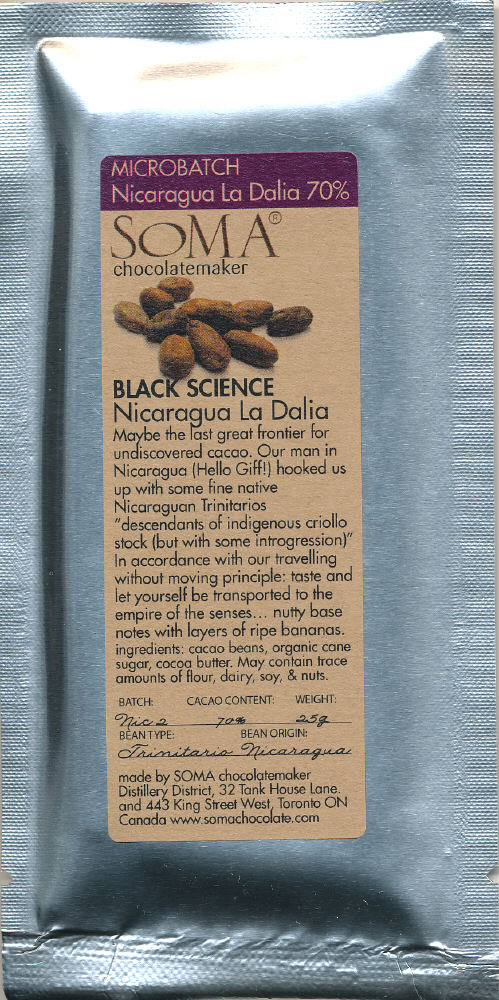 MICROBATCH
Nicaragua La Dalia 70%
SOMA®
chocolatemaker
BLACK SCIENCE
Nicaragua La Dalia
Maybe the last great frontier for
undiscovered cacao. Our man in
Nicaragua (Hello Giff!) hooked us
up with some fine native
Nicaraguan Trinitarios
"descendants of indigenous criollo
stock (but with some introgression)"
In accordance with our travelling
without moving principle: taste and
let yourself be transported to the
empire of the senses... nutty base
notes with layers of ripe bananas.
ingredients: cacao beans, organic cane
sugar, cocoa butter. May contain trace
amounts of flour, dairy, soy, & nuts.
BATCH: CACAO CONTENT: WEIGHT:
Nic 2 70% 25g
BEAN TYPE: BEAN ORIGIN:
Trinitario Nicaragua
made by SOMA chocolatemaker
Distillery District, 32 Tank House Lane.
and 443 King Street West, Toronto ON
Canada www.somachocolate.com